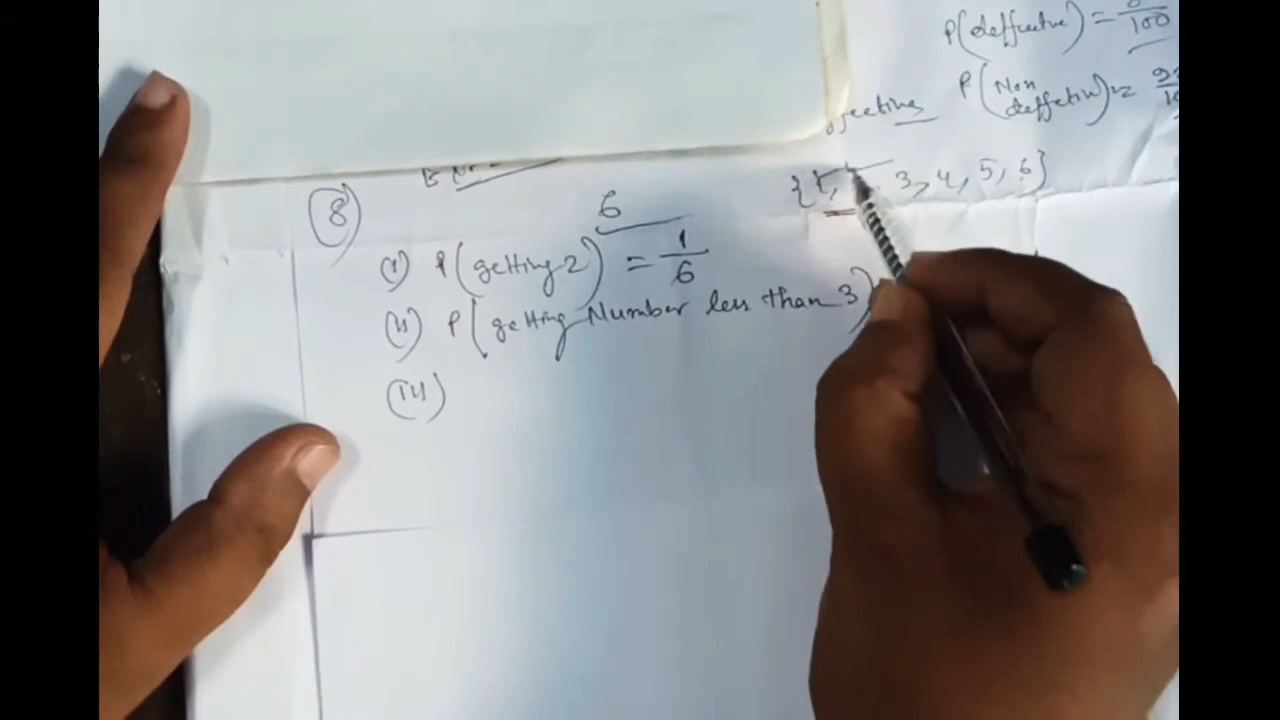 P(deffective) = /100
P(Non deffective) =
(8)
6
{1, 3, 4, 5, 6}
(i) P(getting 2) = 1/6
(ii) P(getting Number less than 3)
(iii)